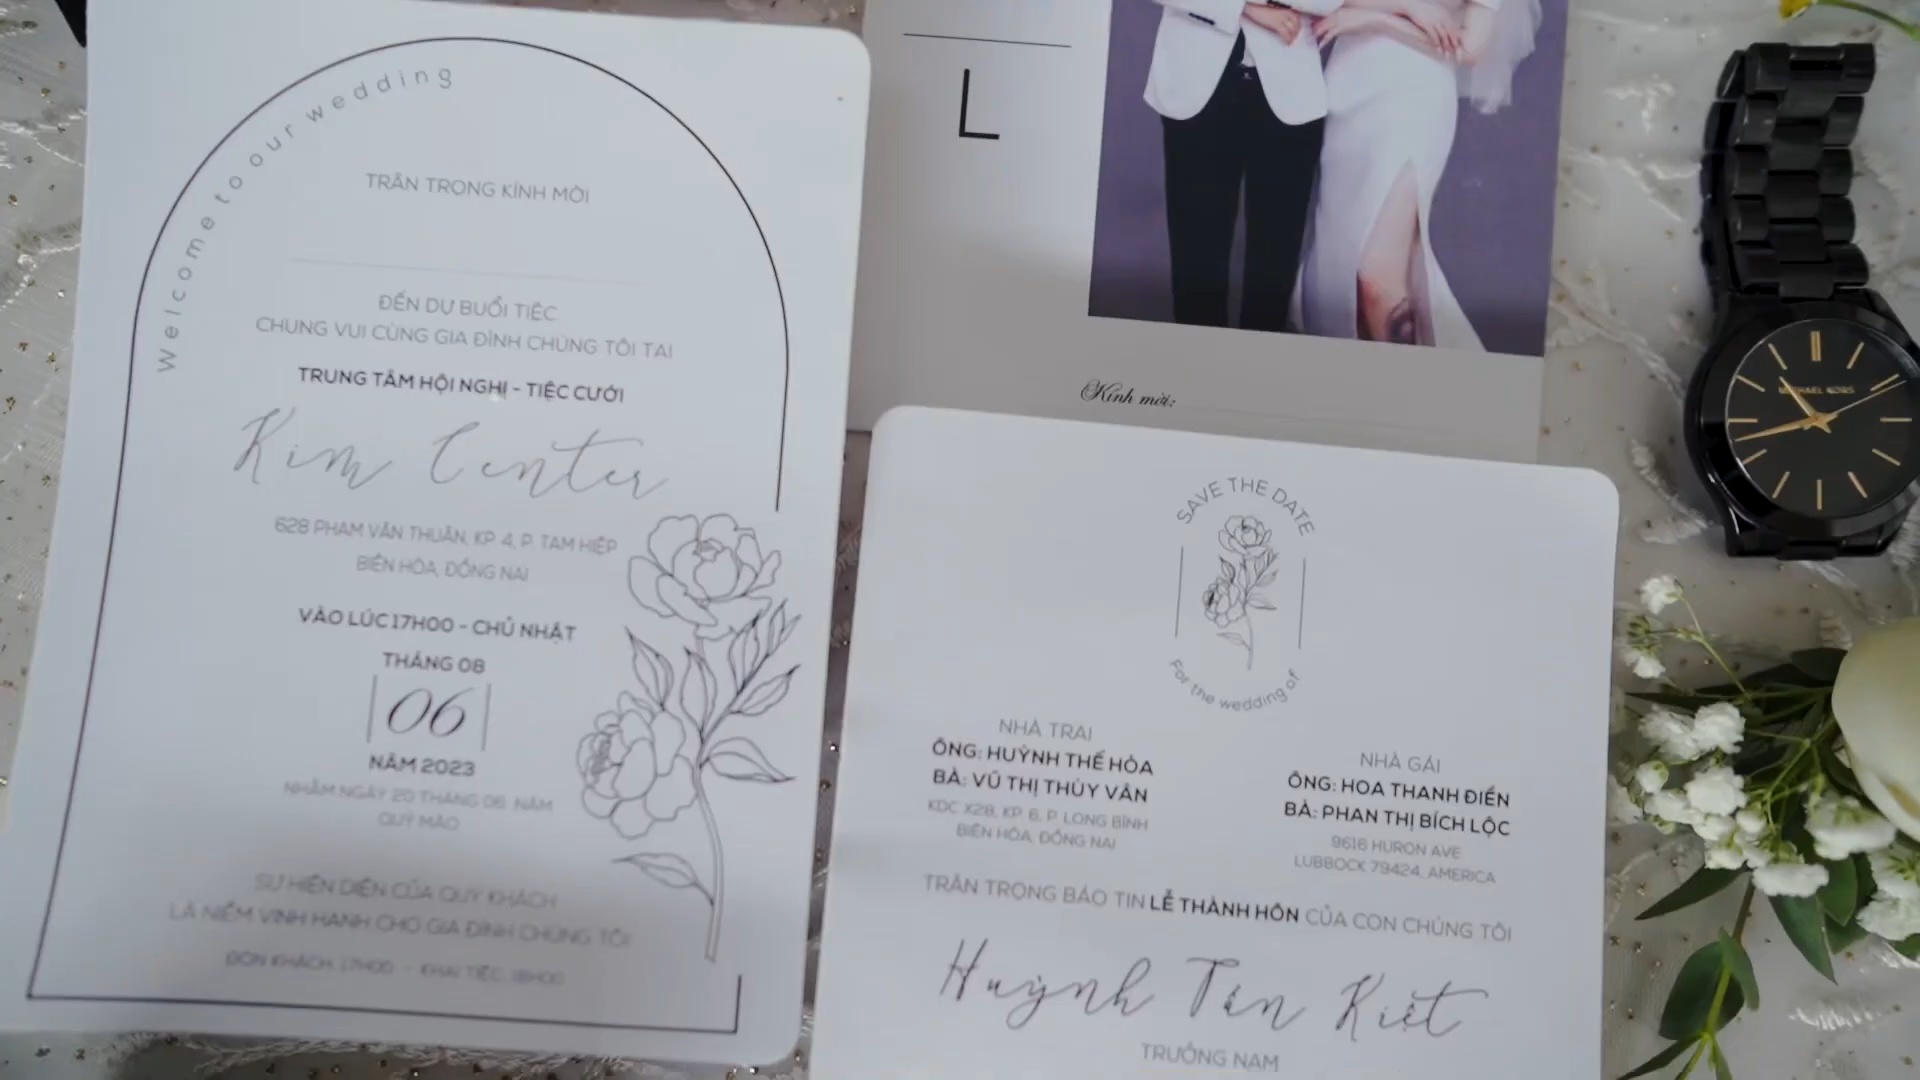 Welcome to our wedding
TRÂN TRỌNG KÍNH MỜI
ĐẾN DỰ BUỔI TIỆC
CHUNG VUI CÙNG GIA ĐÌNH CHÚNG TÔI TẠI
TRUNG TÂM HỘI NGHỊ - TIỆC CƯỚI
Kim Center
628 PHẠM VĂN THUẬN, KP 4, P. TAM HIỆP
BIÊN HÒA, ĐỒNG NAI
VÀO LÚC 17H00 - CHỦ NHẬT
THÁNG 08
06
NĂM 2023
NHẰM NGÀY 20 THÁNG 06 NĂM
QUÝ MÃO
SỰ HIỆN DIỆN CỦA QUÝ KHÁCH
LÀ NIỀM VINH HẠNH CHO GIA ĐÌNH CHÚNG TÔI
ĐÓN KHÁCH: 17H00 - KHAI TIỆC: 18H00
L
Kính mời:
SAVE THE DATE
For the wedding of
NHÀ TRAI
ÔNG: HUỲNH THẾ HÒA
BÀ: VŨ THỊ THÙY VÂN
KDC X28, KP 6, P. LONG BÌNH
BIÊN HÒA, ĐỒNG NAI
NHÀ GÁI
ÔNG: HOA THANH ĐIỀN
BÀ: PHAN THỊ BÍCH LỘC
9616 HURON AVE
LUBBOCK 79424, AMERICA
TRÂN TRỌNG BÁO TIN LỄ THÀNH HÔN CỦA CON CHÚNG TÔI
Huỳnh Tấn Kiệt
TRƯỞNG NAM
MICHAEL KORS